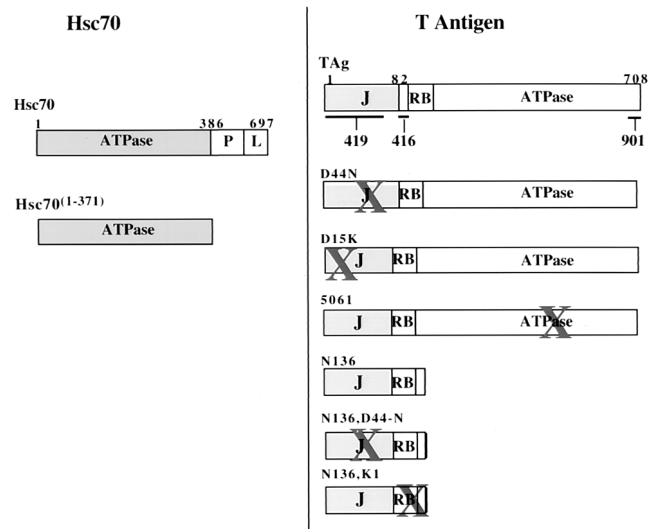 Hsc70
Hsc70
1 386 697
ATPase P L
Hsc70(1-371)
ATPase
T Antigen
TAg
1 82 708
J RB ATPase
419 416 901
D44N
J RB ATPase
X
D15K
J RB ATPase
X
5061
J RB ATPase
X
N136
J RB
N136,D44-N
J RB
X
N136,K1
J RB
X